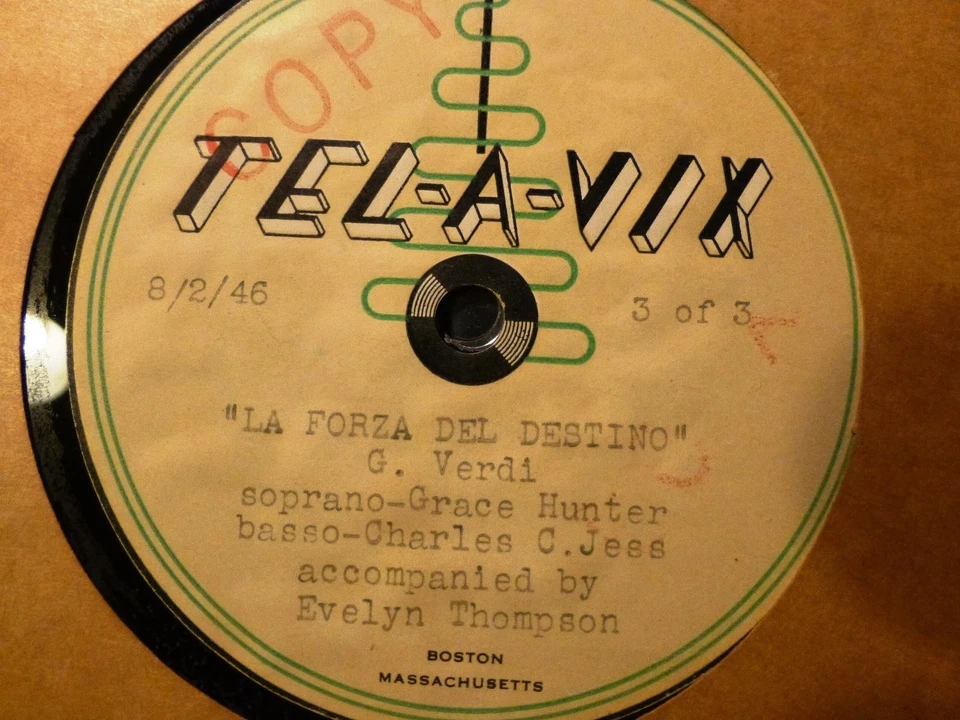 COPY
TEL-A-VIX
8/2/46
3 of 3
"LA FORZA DEL DESTINO"
G. Verdi
soprano-Grace Hunter
basso-Charles C.Jess
accompanied by
Evelyn Thompson
BOSTON
MASSACHUSETTS